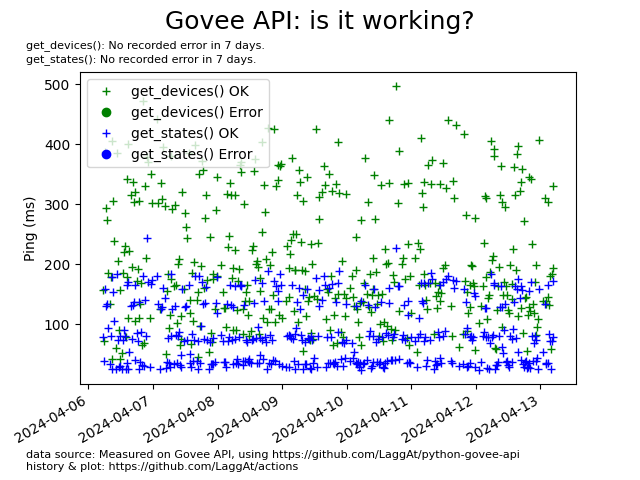 Govee API: is it working?
get_devices(): No recorded error in 7 days.
get_states(): No recorded error in 7 days.
500
400
300
200
100
Ping (ms)
get_devices() OK
get_devices() Error
get_states() OK
get_states() Error
2024-04-06
2024-04-07
2024-04-08
2024-04-09
2024-04-10
2024-04-11
2024-04-12
2024-04-13
data source: Measured on Govee API, using https://github.com/LaggAt/python-govee-api
history & plot: https://github.com/LaggAt/actions